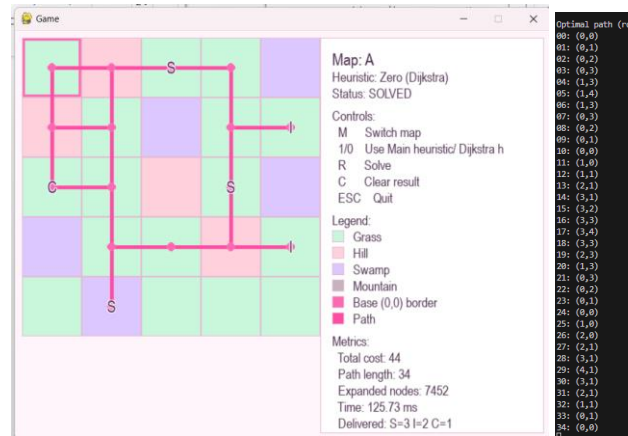 Game
S
C
S
S
Map: A
Heuristic: Zero (Dijkstra)
Status: SOLVED
Controls:
M Switch map
1/0 Use Main heuristic/ Dijkstra h
R Solve
C Clear result
ESC Quit
Legend:
Grass
Hill
Swamp
Mountain
Base (0,0) border
Path
Metrics:
Total cost: 44
Path length: 34
Expanded nodes: 7452
Time: 125.73 ms
Delivered: S=3 I=2 C=1
Optimal path (ro
00: (0,0)
01: (0,1)
02: (0,2)
03: (0,3)
04: (1,3)
05: (1,4)
06: (1,3)
07: (0,3)
08: (0,2)
09: (0,1)
10: (0,0)
11: (1,0)
12: (1,1)
13: (2,1)
14: (3,1)
15: (3,2)
16: (3,3)
17: (3,4)
18: (3,3)
19: (2,3)
20: (1,3)
21: (0,3)
22: (0,2)
23: (0,1)
24: (0,0)
25: (1,0)
26: (2,0)
27: (2,1)
28: (3,1)
29: (4,1)
30: (3,1)
31: (2,1)
32: (1,1)
33: (0,1)
34: (0,0)